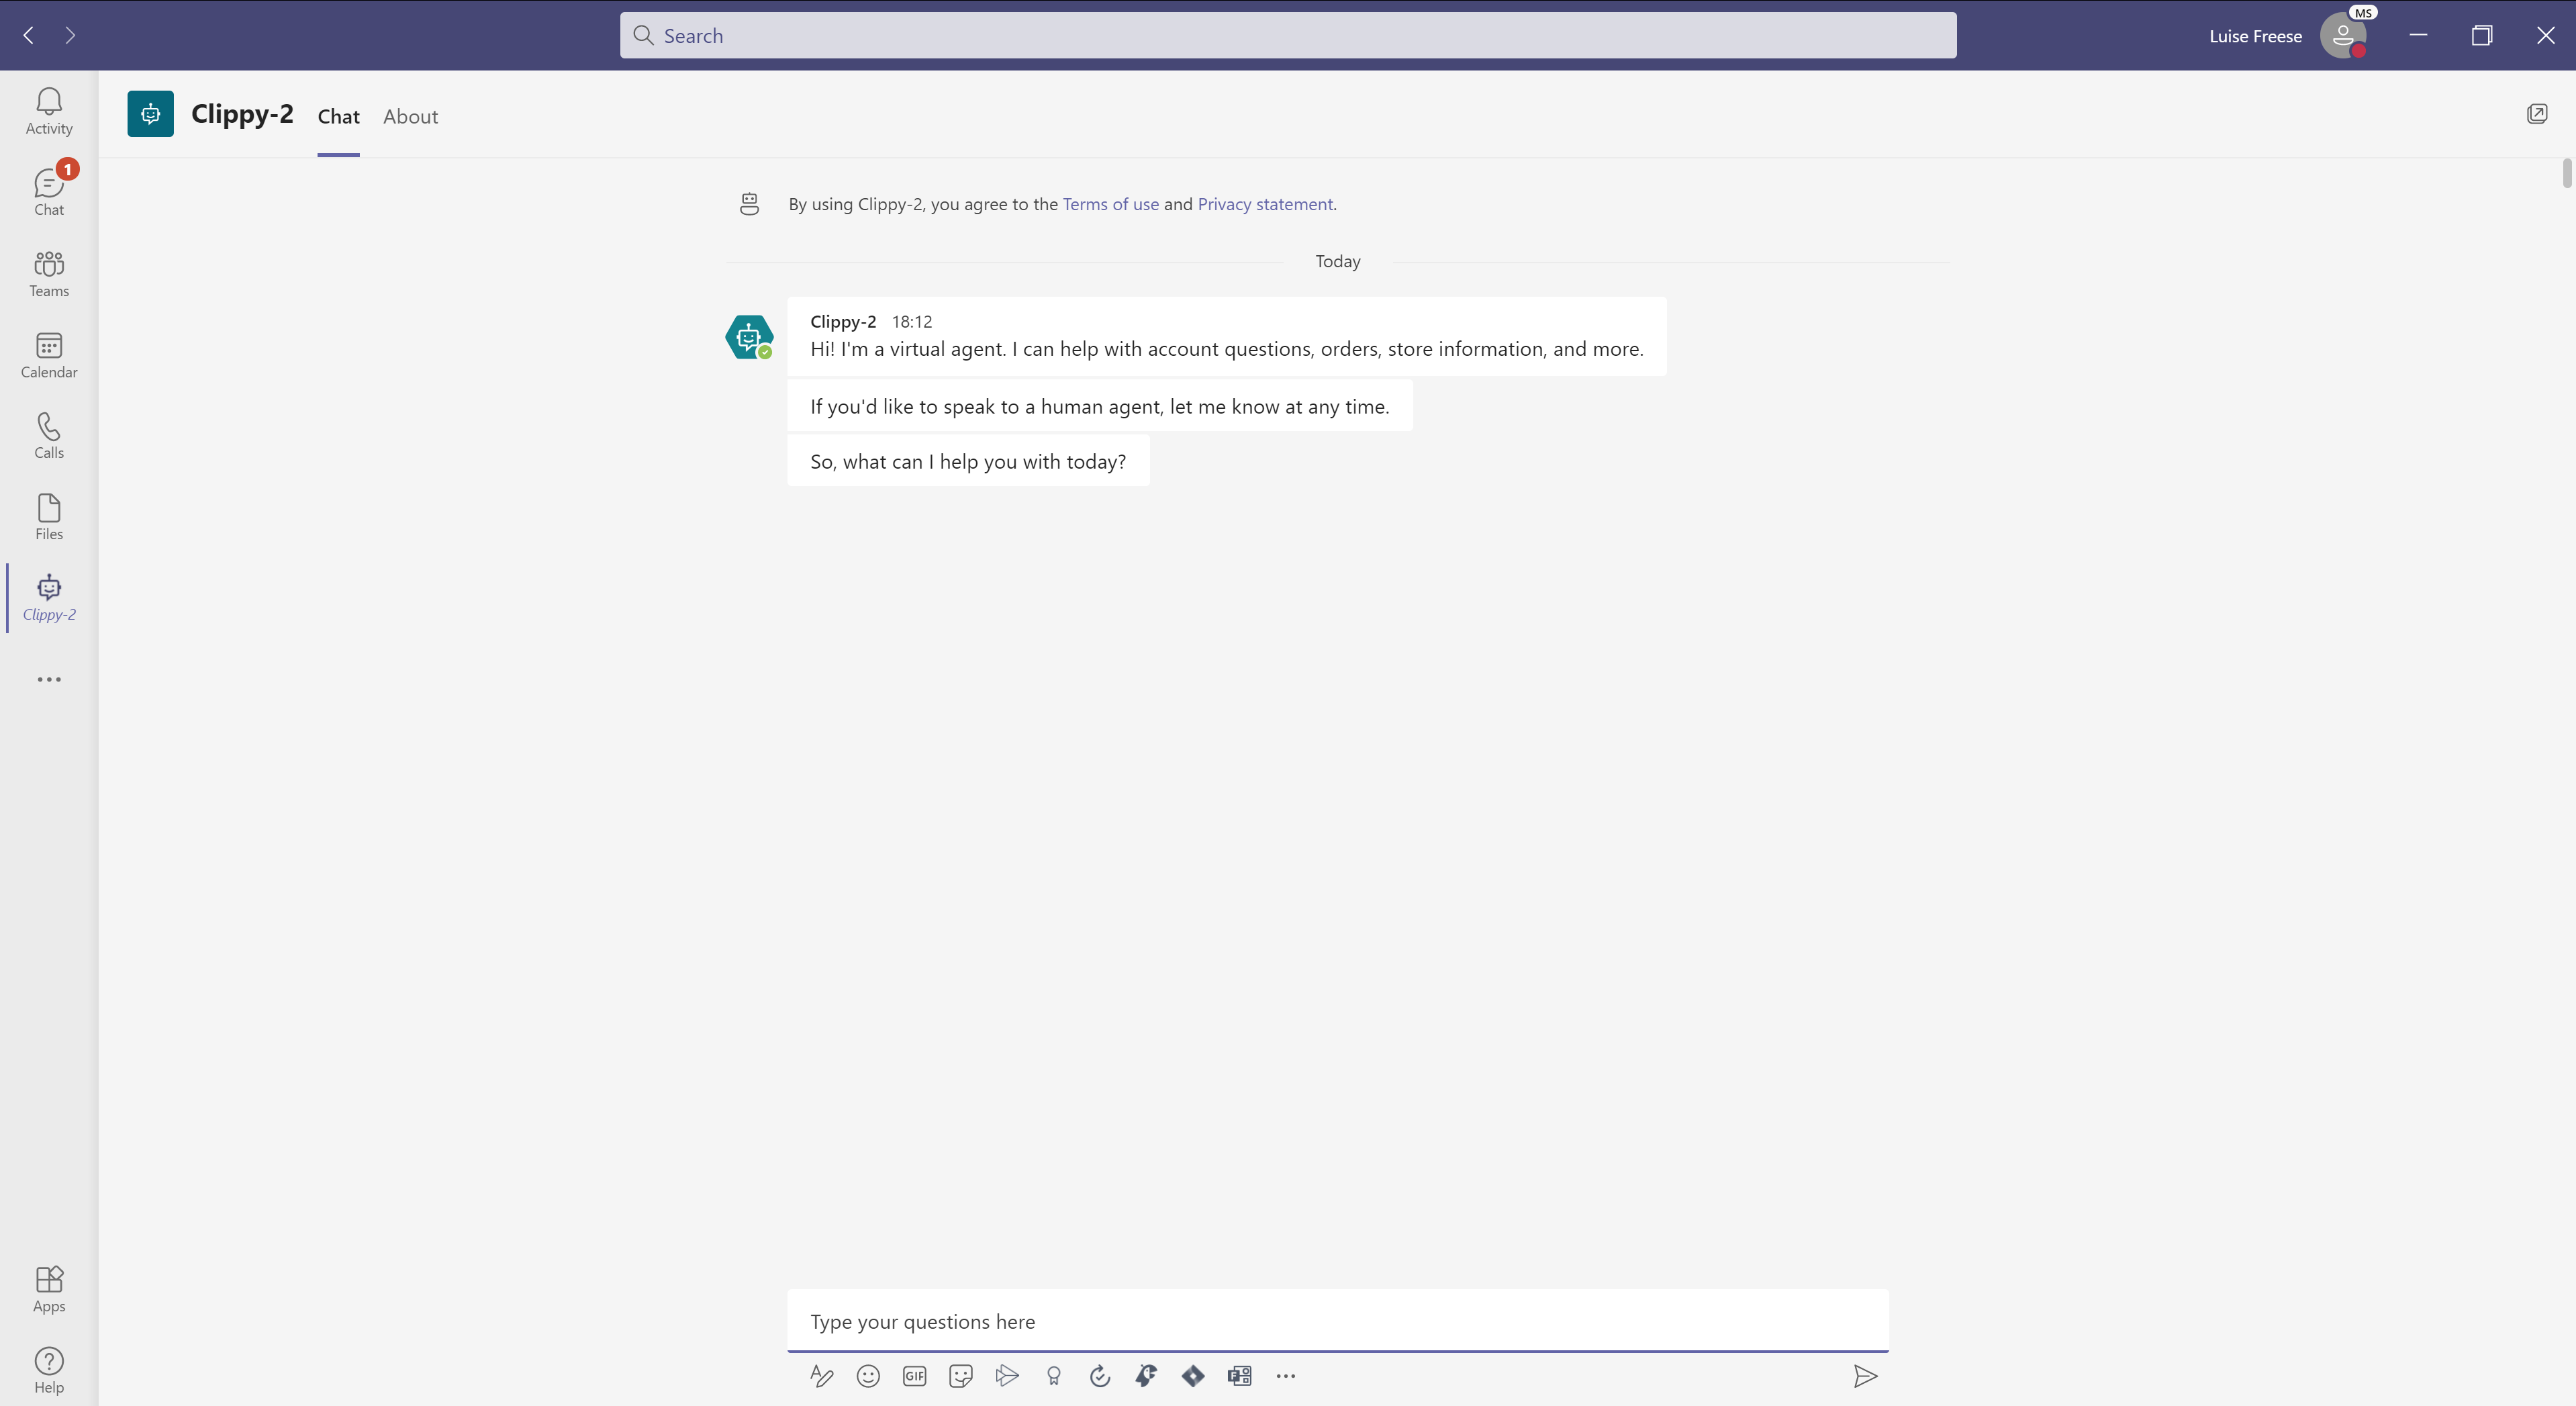 Search
Luise Freese
MS
Activity
1
Chat
Teams
Calendar
Calls
Files
Clippy-2
Apps
Help
Clippy-2 Chat About
By using Clippy-2, you agree to the Terms of use and Privacy statement.
Today
Clippy-2 18:12
Hi! I'm a virtual agent. I can help with account questions, orders, store information, and more.
If you'd like to speak to a human agent, let me know at any time.
So, what can I help you with today?
Type your questions here
GIF